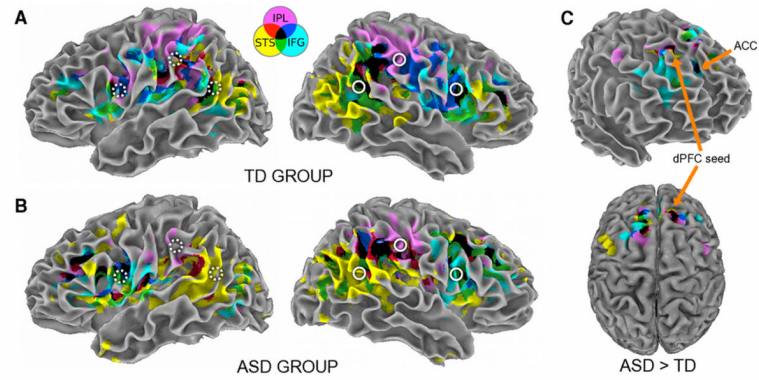 A
IPL
STS
IFG
TD GROUP
B
ASD GROUP
C
ACC
dPFC seed
ASD > TD